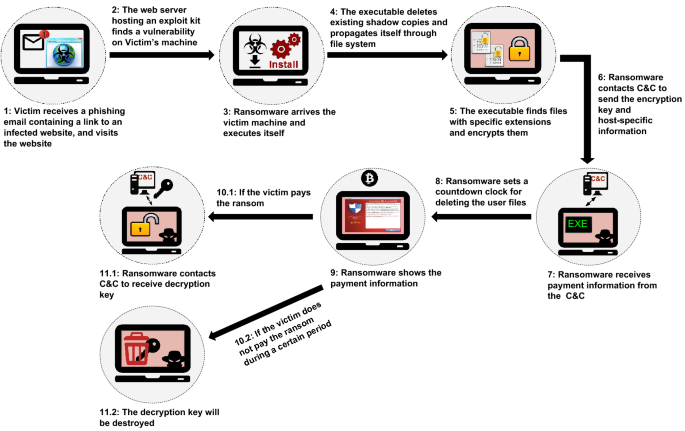 1: Victim receives a phishing
email containing a link to an
infected website, and visits
the website
2: The web server
hosting an exploit kit
finds a vulnerability
on Victim's machine
Install
3: Ransomware arrives the
victim machine and
executes itself
4: The executable deletes
existing shadow copies and
propagates itself through
file system
5: The executable finds files
with specific extensions
and encrypts them
6: Ransomware
contacts C&C to
send the encryption
key and
host-specific
information
C&C
EXE
7: Ransomware receives
payment information from
the C&C
8: Ransomware sets a
countdown clock for
deleting the user files
9: Ransomware shows the
payment information
10.1: If the victim pays
the ransom
C&C
11.1: Ransomware contacts
C&C to receive decryption
key
10.2: If the victim does
not pay the ransom
during a certain period
11.2: The decryption key will
be destroyed